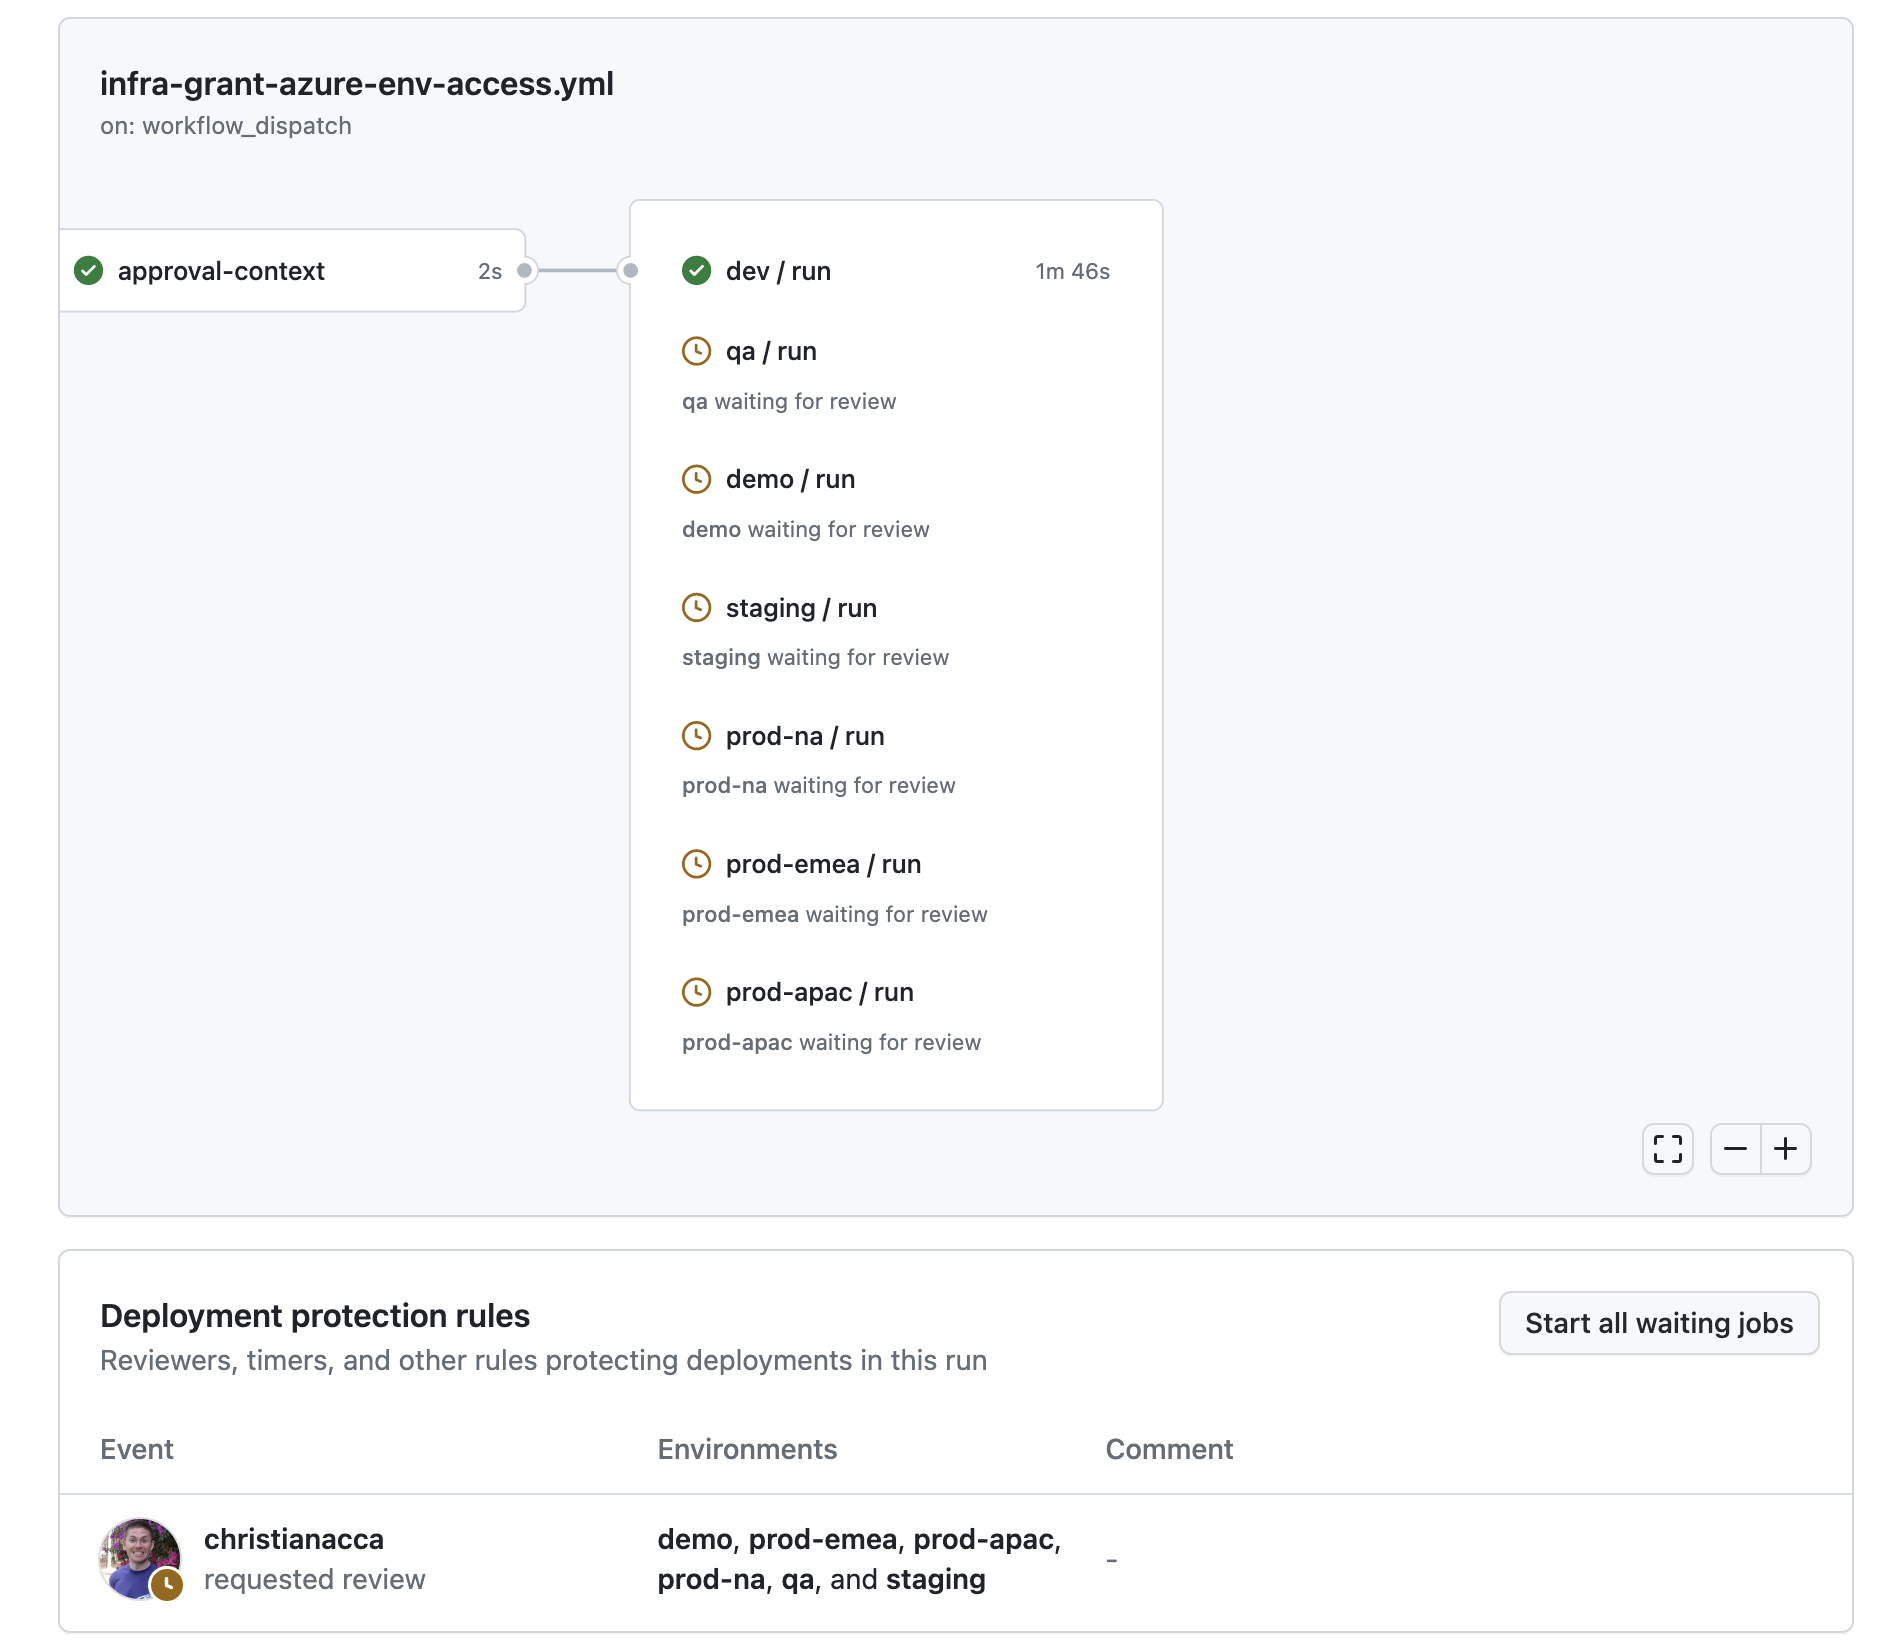 infra-grant-azure-env-access.yml
on: workflow_dispatch
approval-context 2s
dev / run 1m 46s
qa / run
qa waiting for review
demo / run
demo waiting for review
staging / run
staging waiting for review
prod-na / run
prod-na waiting for review
prod-emea / run
prod-emea waiting for review
prod-apac / run
prod-apac waiting for review
Deployment protection rules
Start all waiting jobs
Reviewers, timers, and other rules protecting deployments in this run
Event Environments Comment
christianacca
requested review
demo, prod-emea, prod-apac,
prod-na, qa, and staging
-